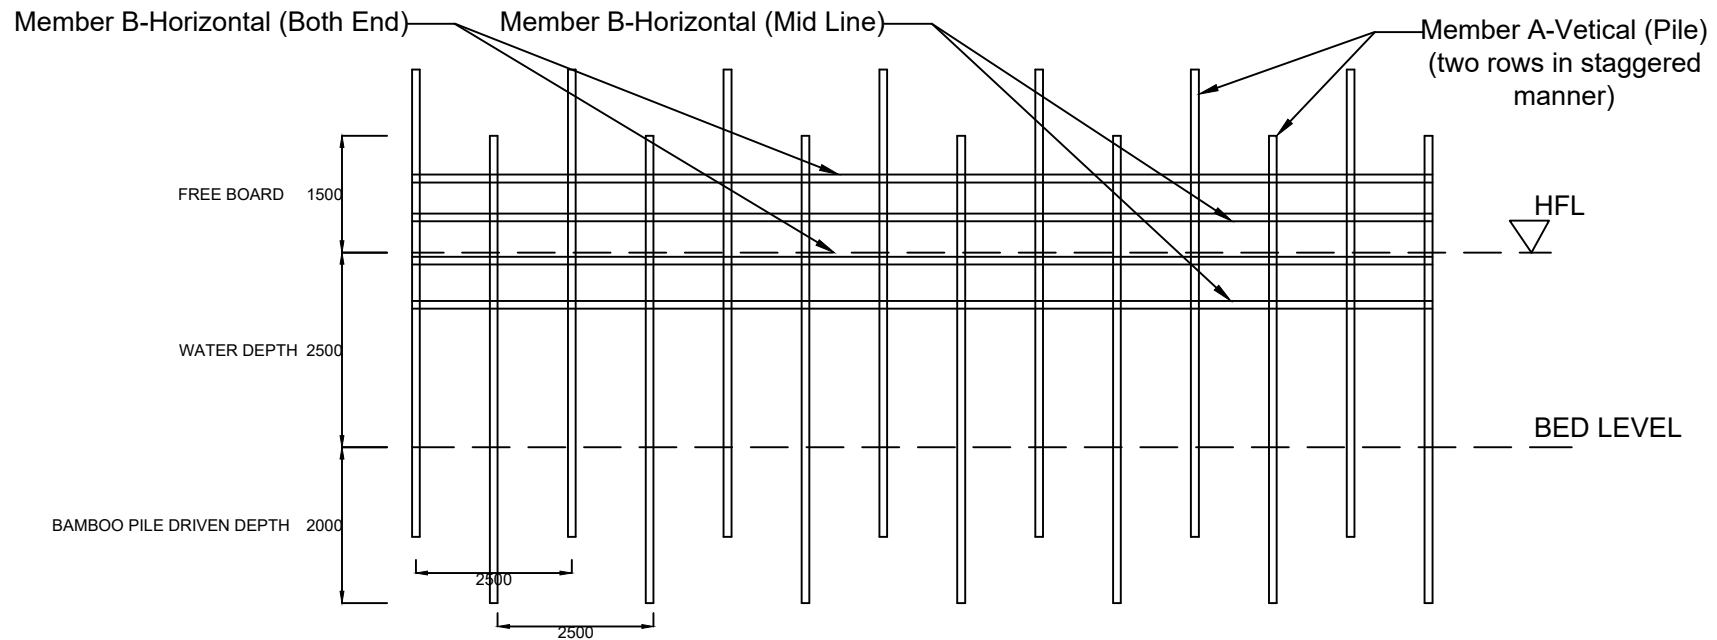 Member B-Horizontal (Both End)
Member B-Horizontal (Mid Line)
Member A-Vetical (Pile)
(two rows in staggered
manner)
FREE BOARD 1500
HFL
WATER DEPTH 2500
BED LEVEL
BAMBOO PILE DRIVEN DEPTH 2000
2500
2500